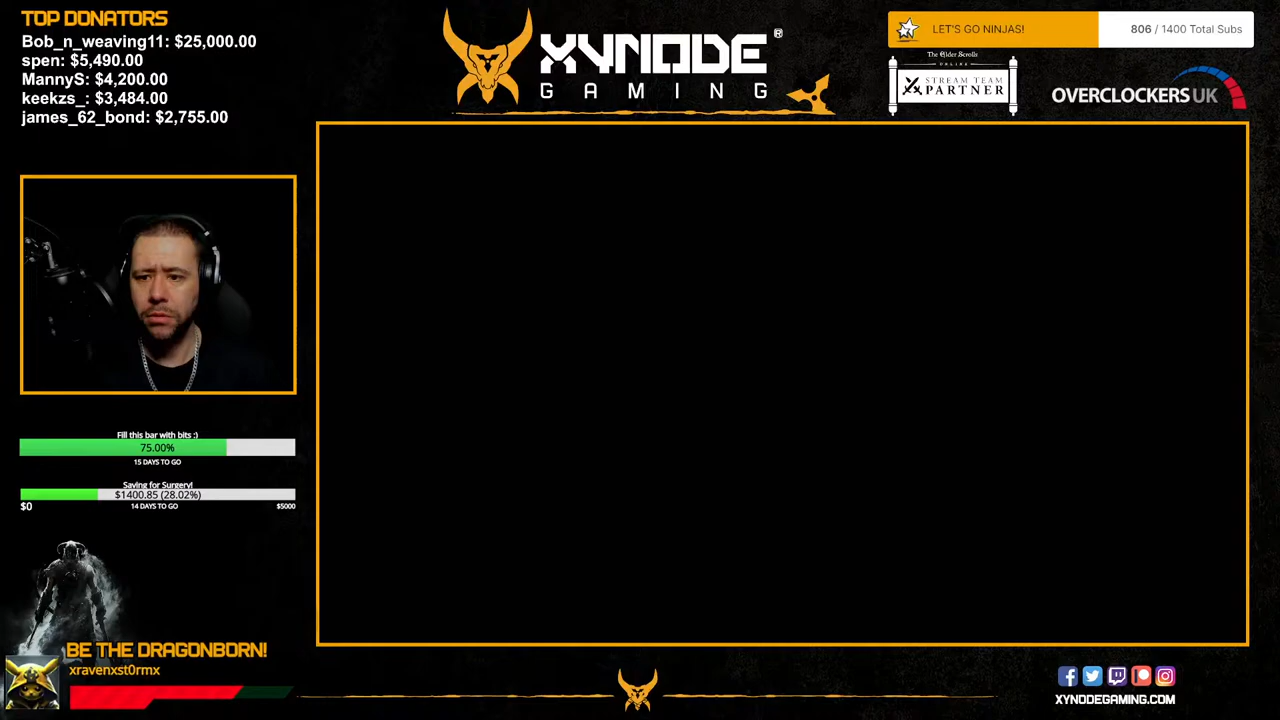 TOP DONATORS
Bob_n_weaving11: $25,000.00
spen: $5,490.00
MannyS: $4,200.00
keekzs_: $3,484.00
james_62_bond: $2,755.00
XYNODE®
GAMING
LET'S GO NINJAS!
806 / 1400 Total Subs
The Elder Scrolls
ONLINE
STREAM TEAM
PARTNER
OVERCLOCKERS UK
Fill this bar with bits :)
75.00%
15 DAYS TO GO
Saving for Surgery!
$1400.85 (28.02%)
$0
14 DAYS TO GO
$5000
BE THE DRAGONBORN!
xravenxst0rmx
XYNODEGAMING.COM